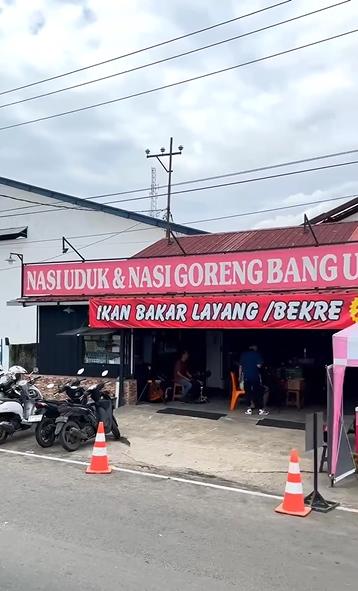 NASI UDUK & NASI GORENG BANG U
IKAN BAKAR LAYANG /BEKRE